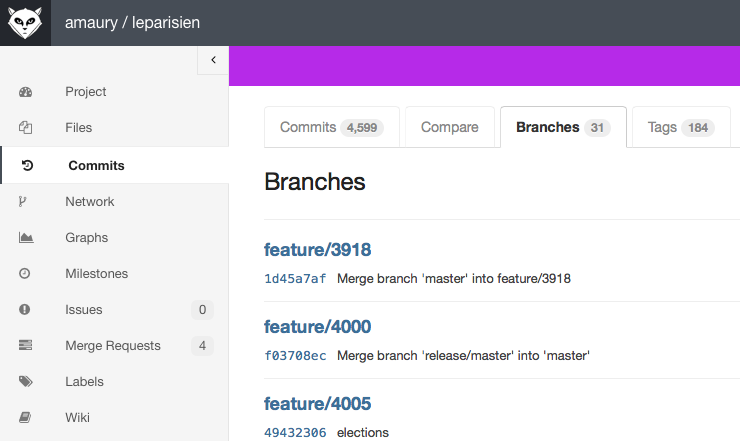 amaury / leparisien
Project
Files
Commits
Network
Graphs
Milestones
Issues 0
Merge Requests 4
Labels
Wiki
Commits 4,599 Compare Branches 31 Tags 184
Branches
feature/3918
1d45a7af Merge branch 'master' into feature/3918
feature/4000
f03708ec Merge branch 'release/master' into 'master'
feature/4005
49432306 elections